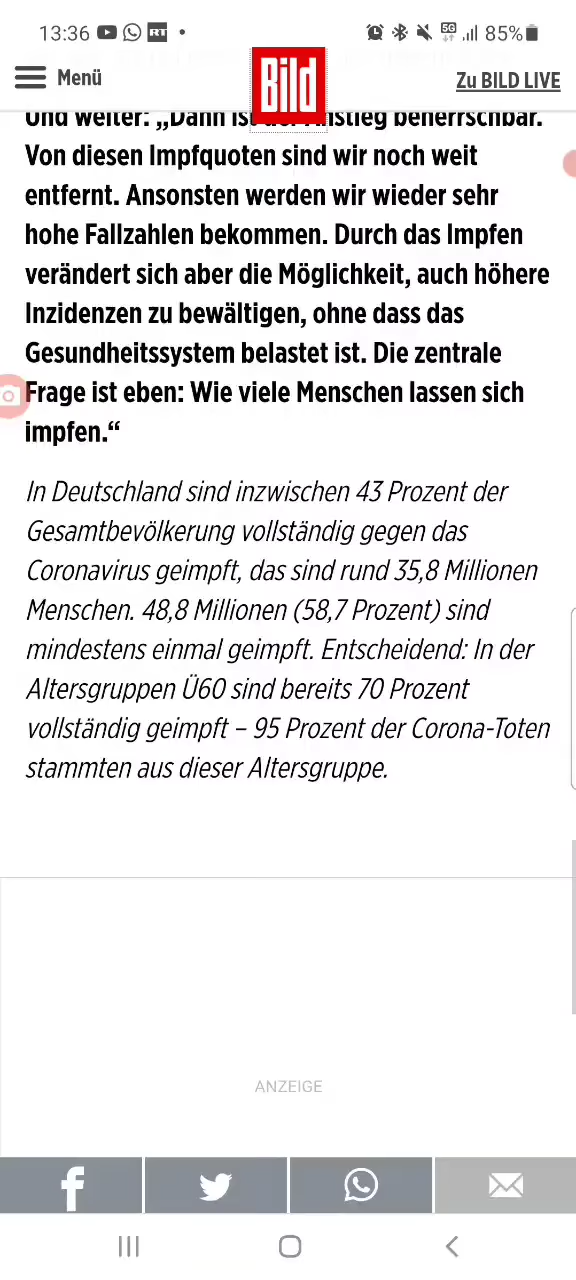 13:36 RT 5G 85%
Menü Bild Zu BILD LIVE
Und weiter: „Dann ist der Anstieg beherrschbar.
Von diesen Impfquoten sind wir noch weit
entfernt. Ansonsten werden wir wieder sehr
hohe Fallzahlen bekommen. Durch das Impfen
verändert sich aber die Möglichkeit, auch höhere
Inzidenzen zu bewältigen, ohne dass das
Gesundheitssystem belastet ist. Die zentrale
Frage ist eben: Wie viele Menschen lassen sich
impfen.“
In Deutschland sind inzwischen 43 Prozent der
Gesamtbevölkerung vollständig gegen das
Coronavirus geimpft, das sind rund 35,8 Millionen
Menschen. 48,8 Millionen (58,7 Prozent) sind
mindestens einmal geimpft. Entscheidend: In der
Altersgruppen Ü60 sind bereits 70 Prozent
vollständig geimpft – 95 Prozent der Corona-Toten
stammten aus dieser Altersgruppe.
ANZEIGE